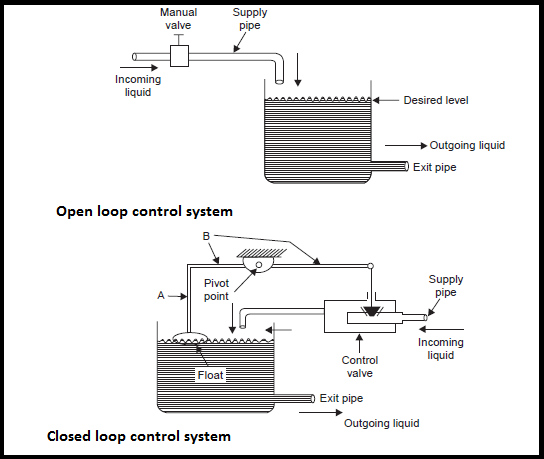 Manual
valve
Supply
pipe
Incoming
liquid
Desired level
Outgoing liquid
Exit pipe
Open loop control system
B
Pivot
point
A
Supply
pipe
Incoming
liquid
Control
valve
Float
Exit pipe
Outgoing liquid
Closed loop control system